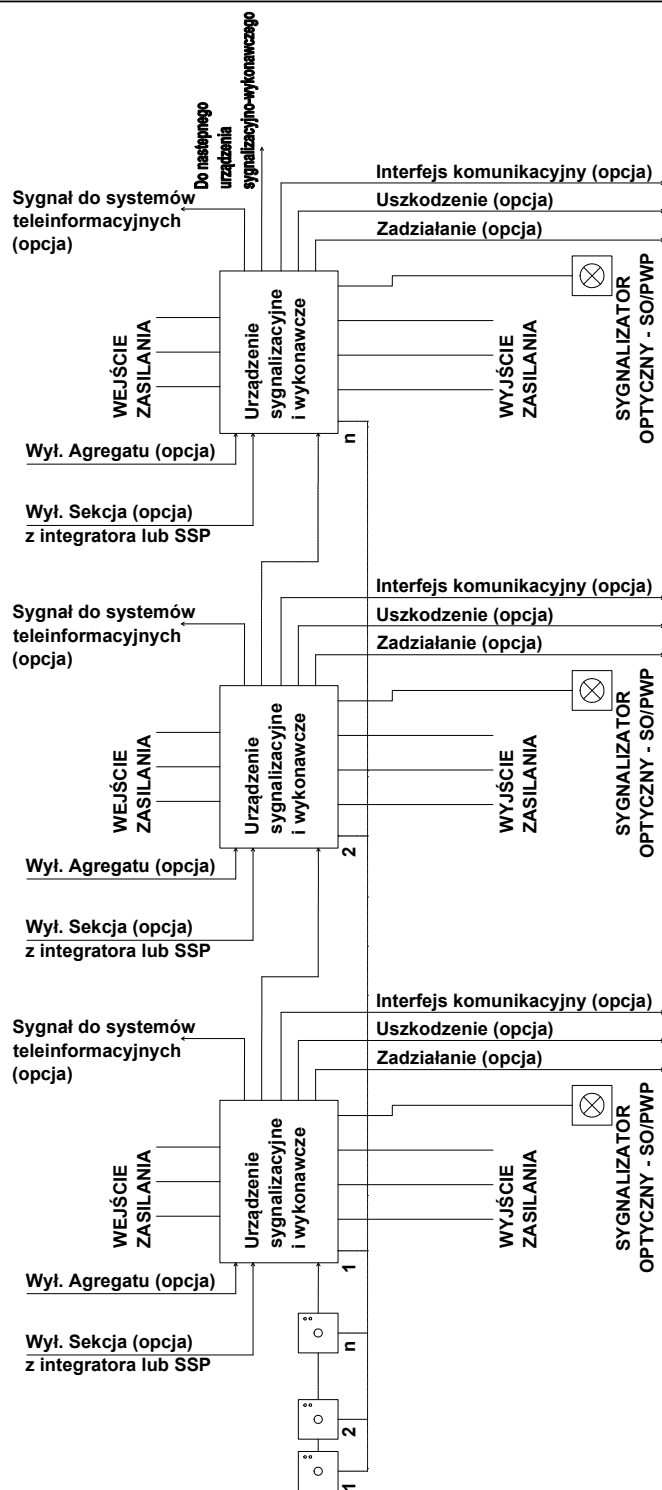 Do nastepnego
urządzenia
sygnalizacyjno-wykonawczego
Sygnał do systemów
teleinformacyjnych
(opcja)
Interfejs komunikacyjny (opcja)
Uszkodzenie (opcja)
Zadziałanie (opcja)
WEJŚCIE
ZASILANIA
Urządzenie
sygnalizacyjne
i wykonawcze
WYJŚCIE
ZASILANIA
SYGNALIZATOR
OPTYCZNY - SO/PWP
n
Wył. Agregatu (opcja)
Wył. Sekcja (opcja)
z integratora lub SSP
Sygnał do systemów
teleinformacyjnych
(opcja)
Interfejs komunikacyjny (opcja)
Uszkodzenie (opcja)
Zadziałanie (opcja)
WEJŚCIE
ZASILANIA
Urządzenie
sygnalizacyjne
i wykonawcze
WYJŚCIE
ZASILANIA
SYGNALIZATOR
OPTYCZNY - SO/PWP
2
Wył. Agregatu (opcja)
Wył. Sekcja (opcja)
z integratora lub SSP
Sygnał do systemów
teleinformacyjnych
(opcja)
Interfejs komunikacyjny (opcja)
Uszkodzenie (opcja)
Zadziałanie (opcja)
WEJŚCIE
ZASILANIA
Urządzenie
sygnalizacyjne
i wykonawcze
WYJŚCIE
ZASILANIA
SYGNALIZATOR
OPTYCZNY - SO/PWP
1
Wył. Agregatu (opcja)
Wył. Sekcja (opcja)
z integratora lub SSP
n
2
1